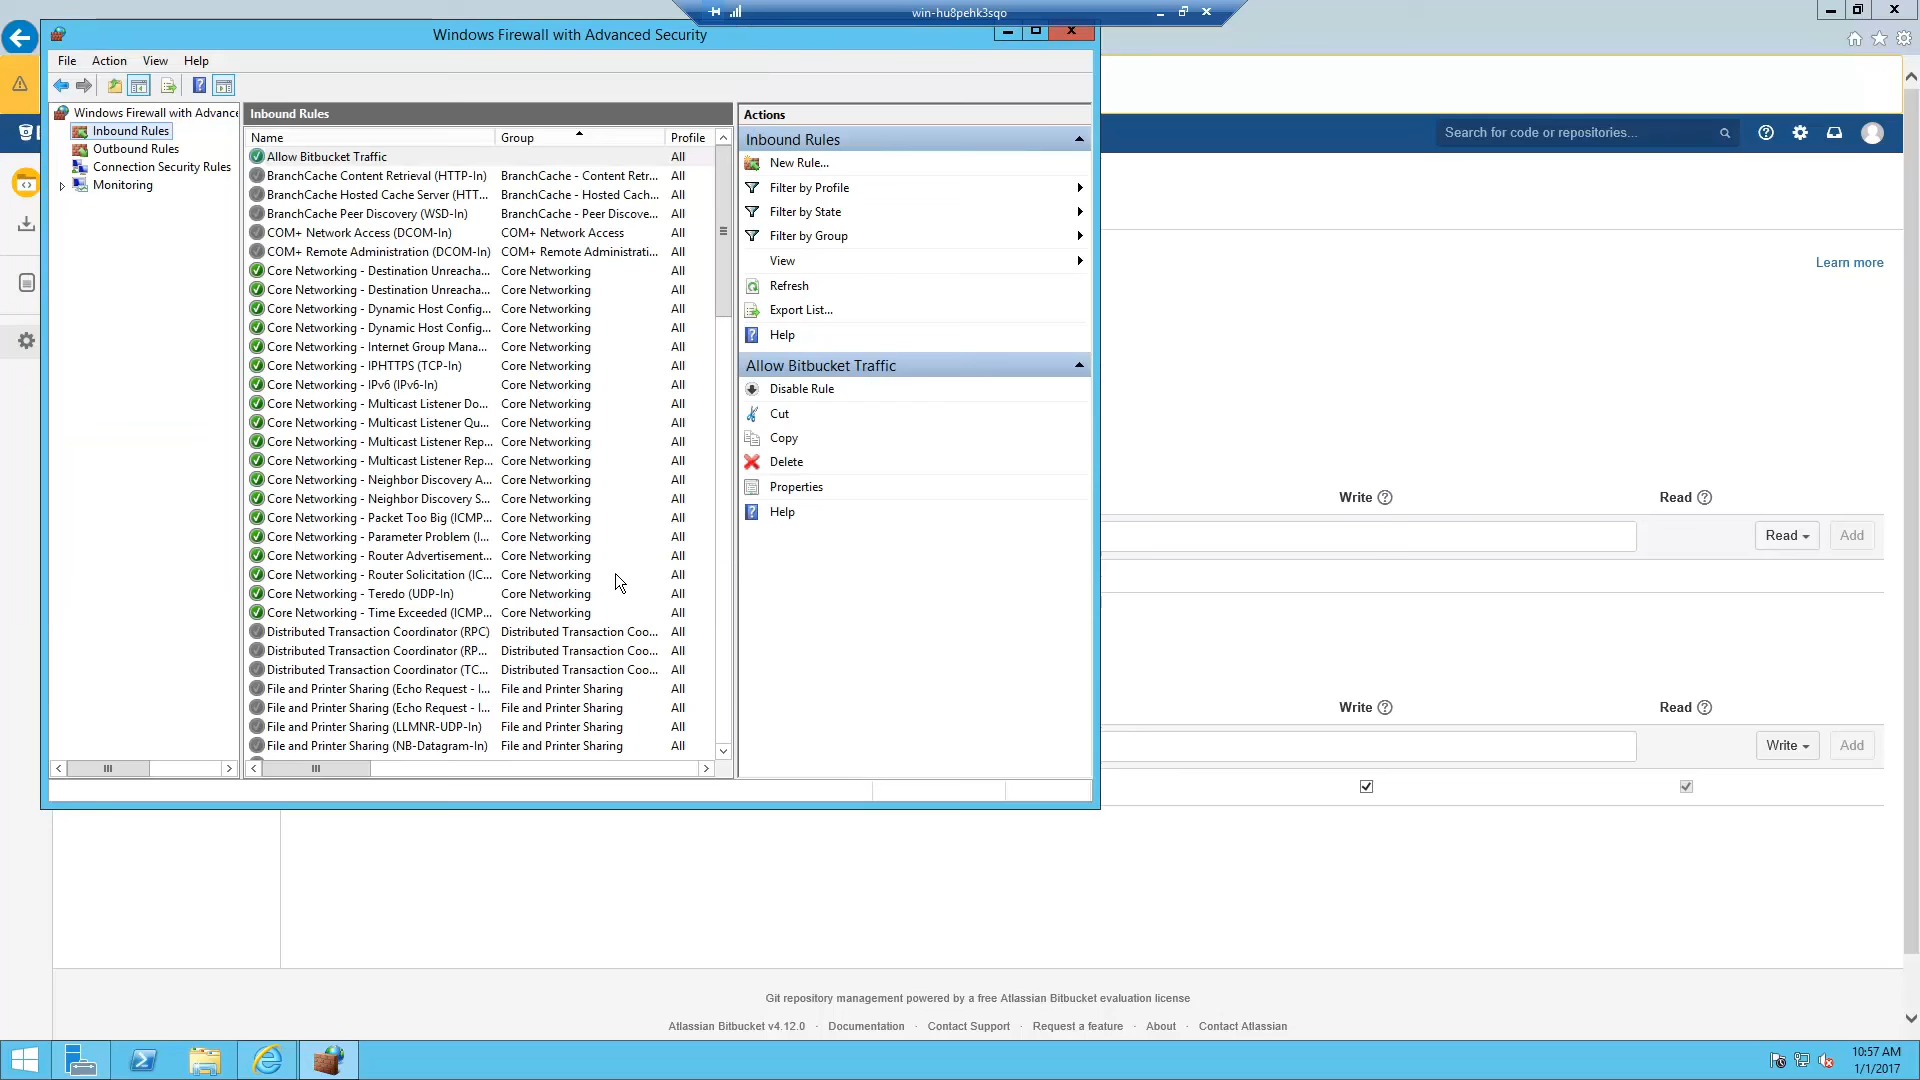 win-hu8pehk3sqo
Windows Firewall with Advanced Security
File Action View Help
Windows Firewall with Advance
Inbound Rules
Outbound Rules
Connection Security Rules
Monitoring
Inbound Rules
Name Group Profile
Allow Bitbucket Traffic All
BranchCache Content Retrieval (HTTP-In) BranchCache - Content Retr... All
BranchCache Hosted Cache Server (HTT... BranchCache - Hosted Cach... All
BranchCache Peer Discovery (WSD-In) BranchCache - Peer Discove... All
COM+ Network Access (DCOM-In) COM+ Network Access All
COM+ Remote Administration (DCOM-In) COM+ Remote Administrati... All
Core Networking - Destination Unreacha... Core Networking All
Core Networking - Destination Unreacha... Core Networking All
Core Networking - Dynamic Host Config... Core Networking All
Core Networking - Dynamic Host Config... Core Networking All
Core Networking - Internet Group Mana... Core Networking All
Core Networking - IPHTTPS (TCP-In) Core Networking All
Core Networking - IPv6 (IPv6-In) Core Networking All
Core Networking - Multicast Listener Do... Core Networking All
Core Networking - Multicast Listener Qu... Core Networking All
Core Networking - Multicast Listener Rep... Core Networking All
Core Networking - Multicast Listener Rep... Core Networking All
Core Networking - Neighbor Discovery A... Core Networking All
Core Networking - Neighbor Discovery S... Core Networking All
Core Networking - Packet Too Big (ICMP... Core Networking All
Core Networking - Parameter Problem (I... Core Networking All
Core Networking - Router Advertisement... Core Networking All
Core Networking - Router Solicitation (IC... Core Networking All
Core Networking - Teredo (UDP-In) Core Networking All
Core Networking - Time Exceeded (ICMP... Core Networking All
Distributed Transaction Coordinator (RPC) Distributed Transaction Coo... All
Distributed Transaction Coordinator (RP... Distributed Transaction Coo... All
Distributed Transaction Coordinator (TC... Distributed Transaction Coo... All
File and Printer Sharing (Echo Request - I... File and Printer Sharing All
File and Printer Sharing (Echo Request - I... File and Printer Sharing All
File and Printer Sharing (LLMNR-UDP-In) File and Printer Sharing All
File and Printer Sharing (NB-Datagram-In) File and Printer Sharing All
Actions
Inbound Rules
New Rule...
Filter by Profile
Filter by State
Filter by Group
View
Refresh
Export List...
Help
Allow Bitbucket Traffic
Disable Rule
Cut
Copy
Delete
Properties
Help
Search for code or repositories...
Learn more
Write Read
Read Add
Write Read
Write Add
Git repository management powered by a free Atlassian Bitbucket evaluation license
Atlassian Bitbucket v4.12.0 · Documentation · Contact Support · Request a feature · About · Contact Atlassian
10:57 AM
1/1/2017